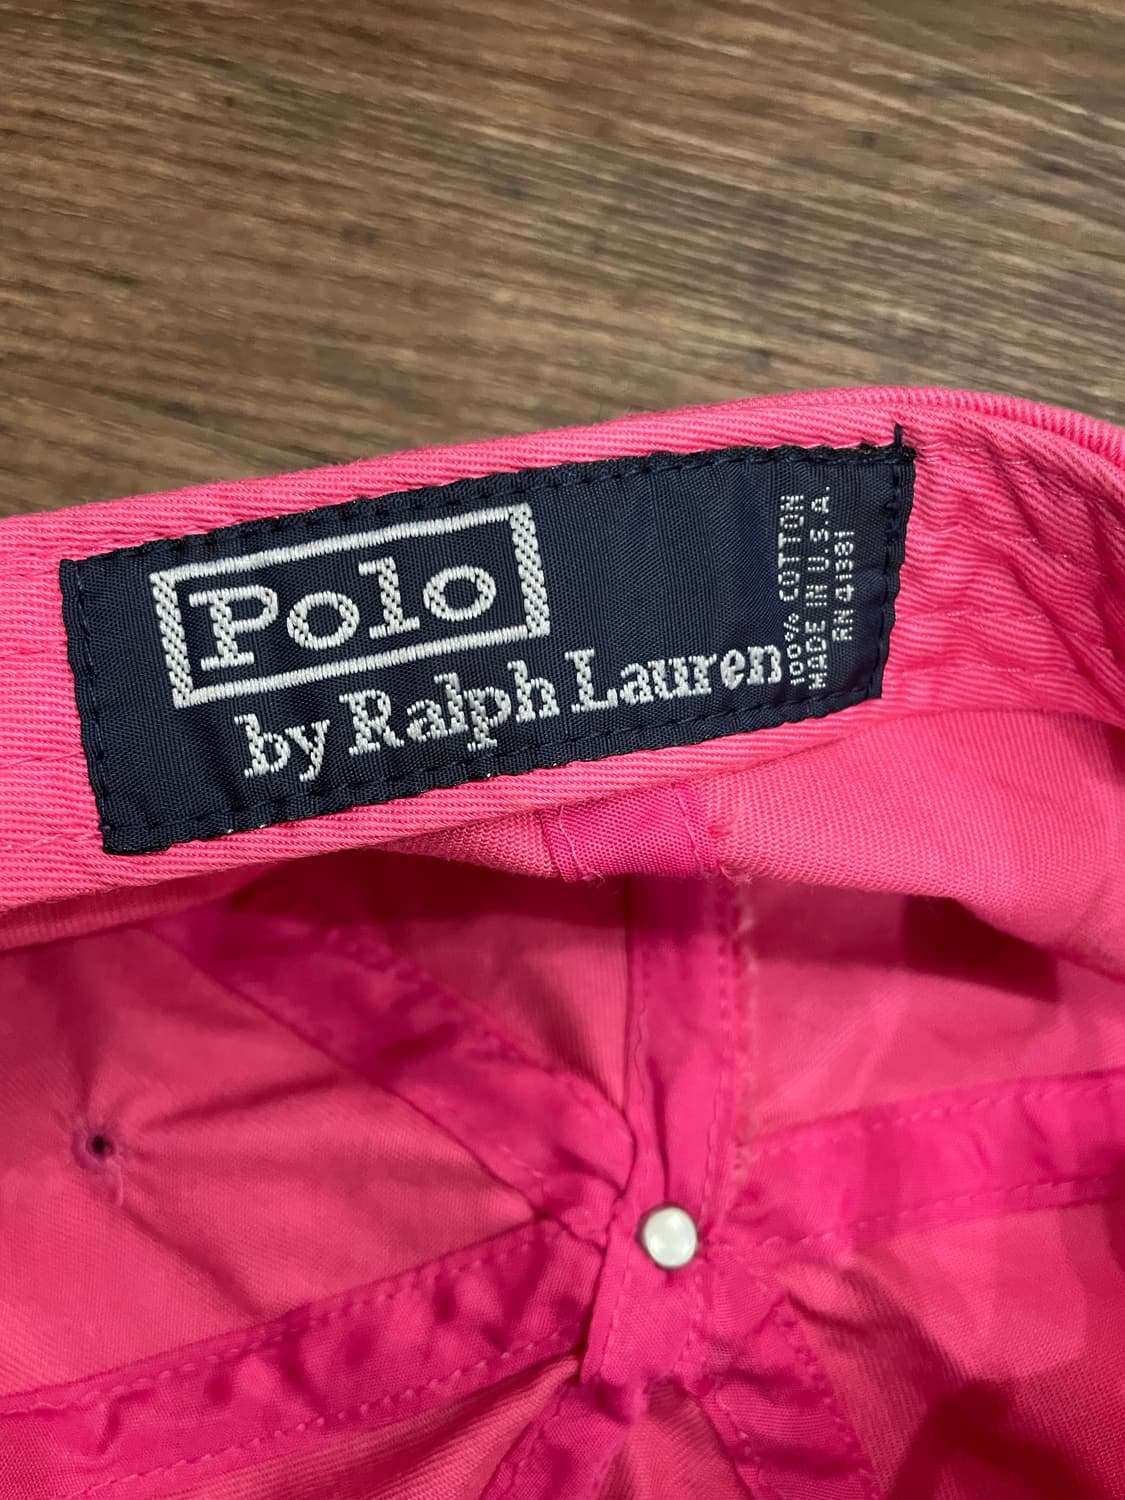 Polo
by Ralph Lauren
100% COTTON
MADE IN U.S.A.
RN 41381